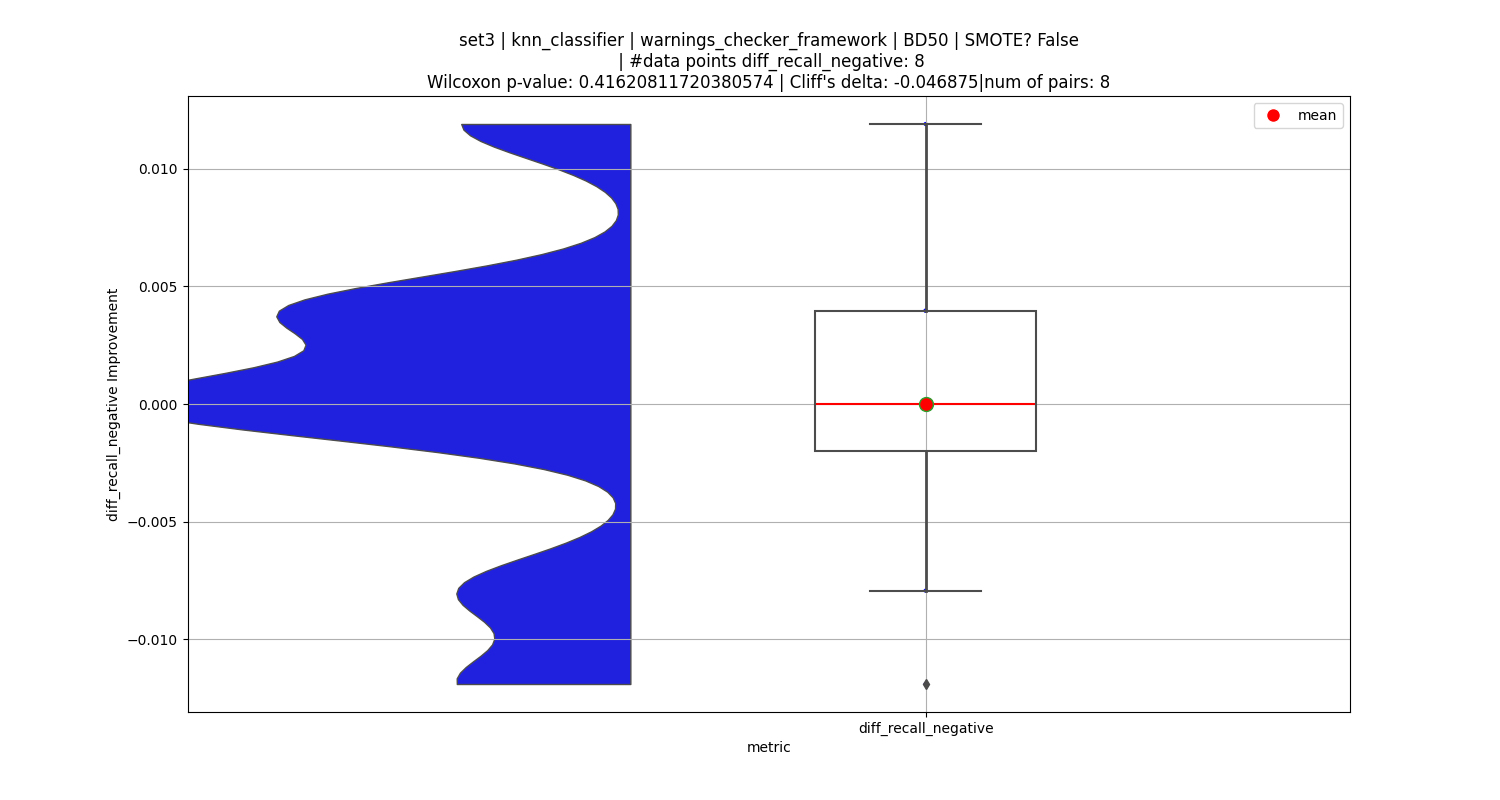 set3 | knn_classifier | warnings_checker_framework | BD50 | SMOTE? False
| #data points diff_recall_negative: 8
Wilcoxon p-value: 0.41620811720380574 | Cliff's delta: -0.046875|num of pairs: 8
mean
0.010
0.005
0.000
−0.005
−0.010
diff_recall_negative Improvement
diff_recall_negative
metric